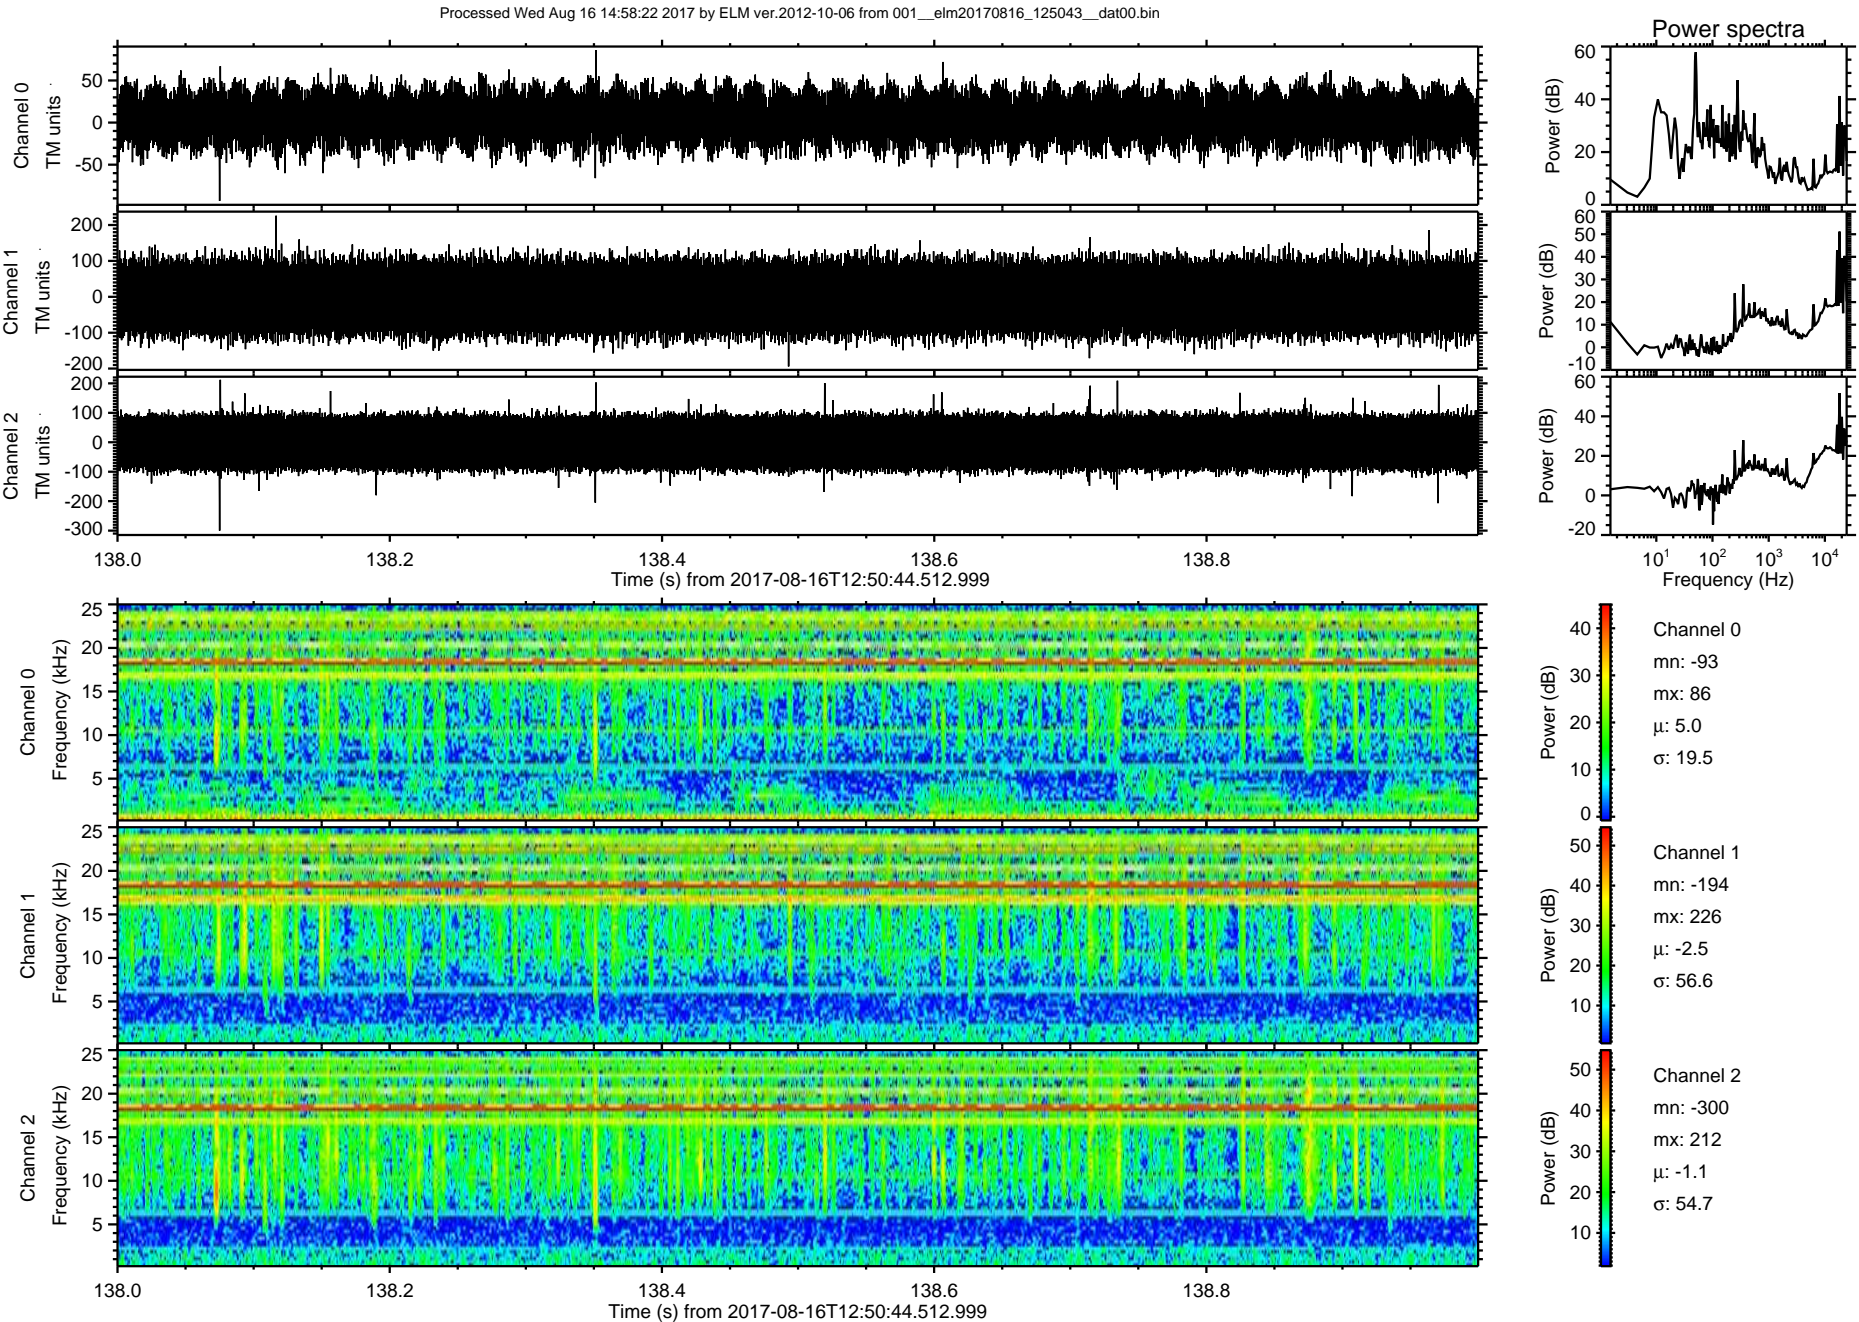 Processed Wed Aug 16 14:58:22 2017 by ELM ver.2012-10-06 from 001__elm20170816_125043__dat00.bin
Power spectra
Channel 0
TM units
50
0
-50
Power (dB)
60
40
20
0
Channel 1
TM units
200
100
0
-100
-200
Power (dB)
60
50
40
30
20
10
0
-10
Channel 2
TM units
200
100
0
-100
-200
-300
Power (dB)
60
40
20
0
-20
138.0 138.2 138.4 138.6 138.8
Time (s) from 2017-08-16T12:50:44.512.999
10^1 10^2 10^3 10^4
Frequency (Hz)
Channel 0
Frequency (kHz)
25
20
15
10
5
Power (dB)
40
30
20
10
0
Channel 0
mn: -93
mx: 86
μ: 5.0
σ: 19.5
Channel 1
Frequency (kHz)
25
20
15
10
5
Power (dB)
50
40
30
20
10
Channel 1
mn: -194
mx: 226
μ: -2.5
σ: 56.6
Channel 2
Frequency (kHz)
25
20
15
10
5
Power (dB)
50
40
30
20
10
Channel 2
mn: -300
mx: 212
μ: -1.1
σ: 54.7
138.0 138.2 138.4 138.6 138.8
Time (s) from 2017-08-16T12:50:44.512.999